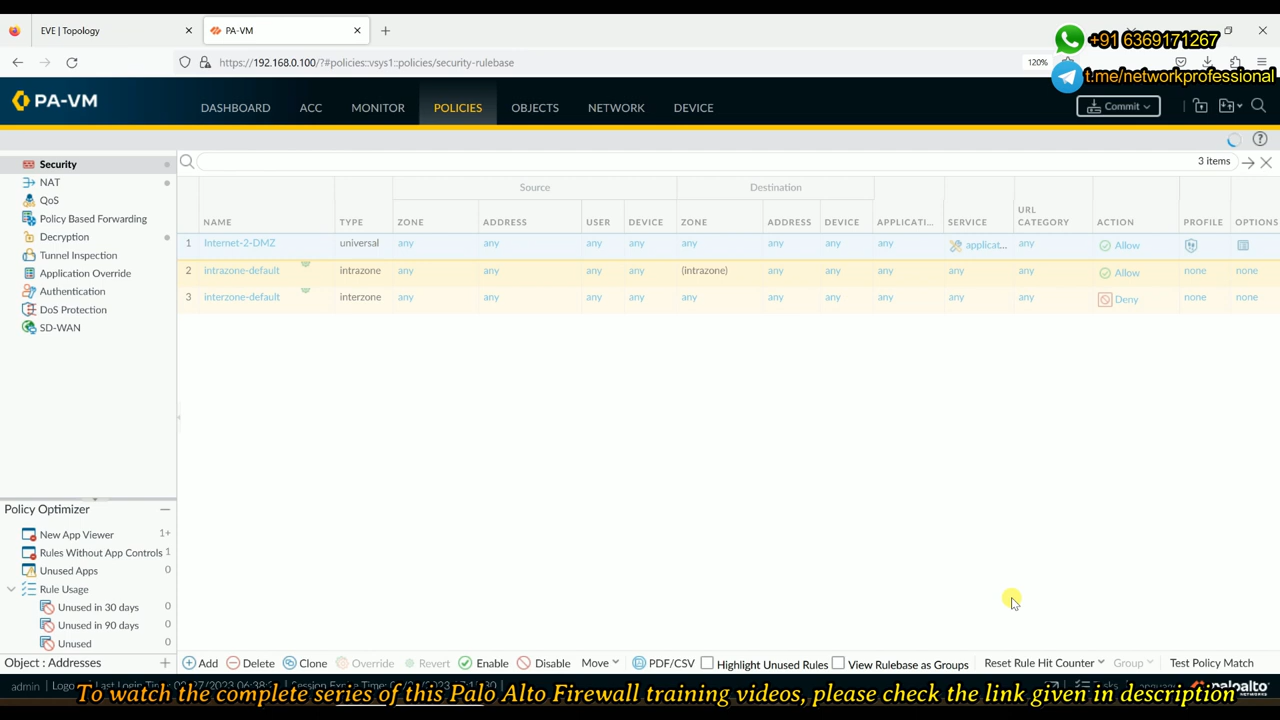 EVE | Topology
PA-VM
+91 6369171267
https://192.168.0.100/?#policies::vsys1::policies/security-rulebase
120%
t.me/networkprofessional
PA-VM
DASHBOARD
ACC
MONITOR
POLICIES
OBJECTS
NETWORK
DEVICE
Commit
Security
NAT
QoS
Policy Based Forwarding
Decryption
Tunnel Inspection
Application Override
Authentication
DoS Protection
SD-WAN
3 items
Source
Destination
NAME TYPE ZONE ADDRESS USER DEVICE ZONE ADDRESS DEVICE APPLICATI... SERVICE URL CATEGORY ACTION PROFILE OPTIONS
1 Internet-2-DMZ universal any any any any any any any any applicat... any Allow
2 intrazone-default intrazone any any any any (intrazone) any any any any any Allow none none
3 interzone-default interzone any any any any any any any any any any Deny none none
Policy Optimizer
New App Viewer 1+
Rules Without App Controls 1
Unused Apps 0
Rule Usage
Unused in 30 days 0
Unused in 90 days 0
Unused 0
Object : Addresses
Add Delete Clone Override Revert Enable Disable Move PDF/CSV Highlight Unused Rules View Rulebase as Groups Reset Rule Hit Counter Group Test Policy Match
admin
To watch the complete series of this Palo Alto Firewall training videos, please check the link given in description